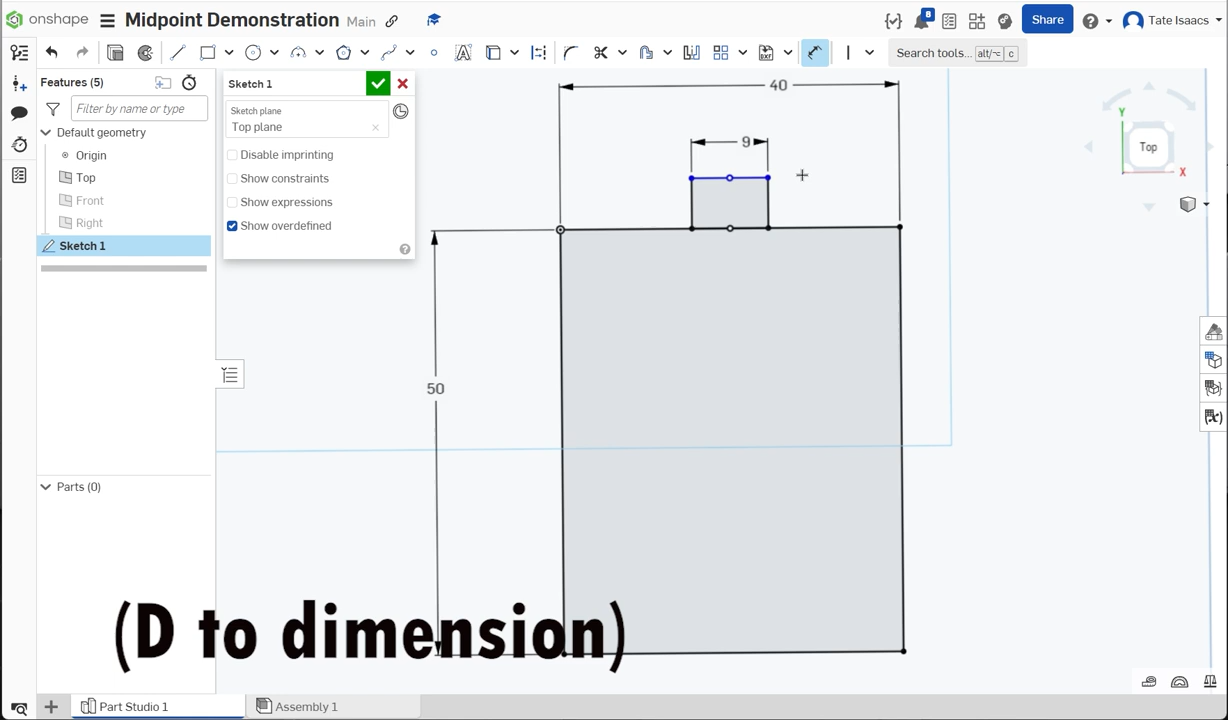 onshape Midpoint Demonstration Main 8 Share Tate Isaacs
Search tools... alt/⌥ c
Features (5)
Filter by name or type
Default geometry
Origin
Top
Front
Right
Sketch 1
Parts (0)
Sketch 1
Sketch plane
Top plane
Disable imprinting
Show constraints
Show expressions
Show overdefined
40
9
50
Y
Top
X
(D to dimension)
Part Studio 1
Assembly 1